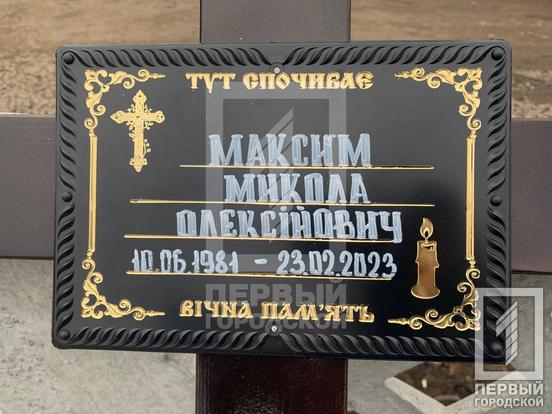 ТУТ СПОЧИВАЄ
МАКСИМ
МИКОЛА
ОЛЕКСІЙОВИЧ
10.06.1981 - 23.02.2023
ВІЧНА ПАМ'ЯТЬ
ПЕРВЫЙ
ГОРОДСКОЙ
ПЕРВЫЙ
ГОРОДСКОЙ